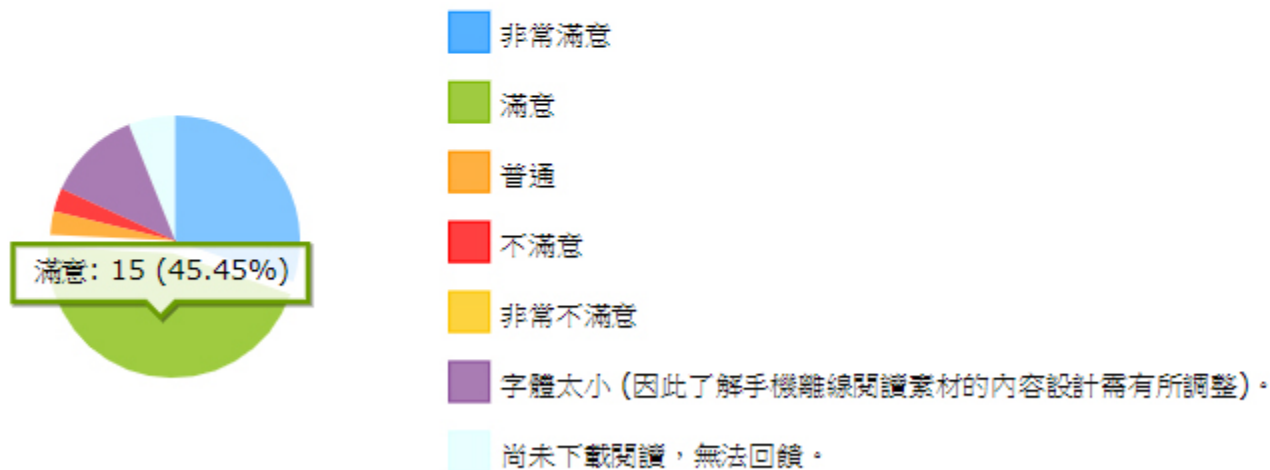 非常滿意
滿意
普通
不滿意
非常不滿意
字體太小 (因此了解手機離線閱讀素材的內容設計需有所調整)。
尚未下載閱讀，無法回饋。
滿意: 15 (45.45%)